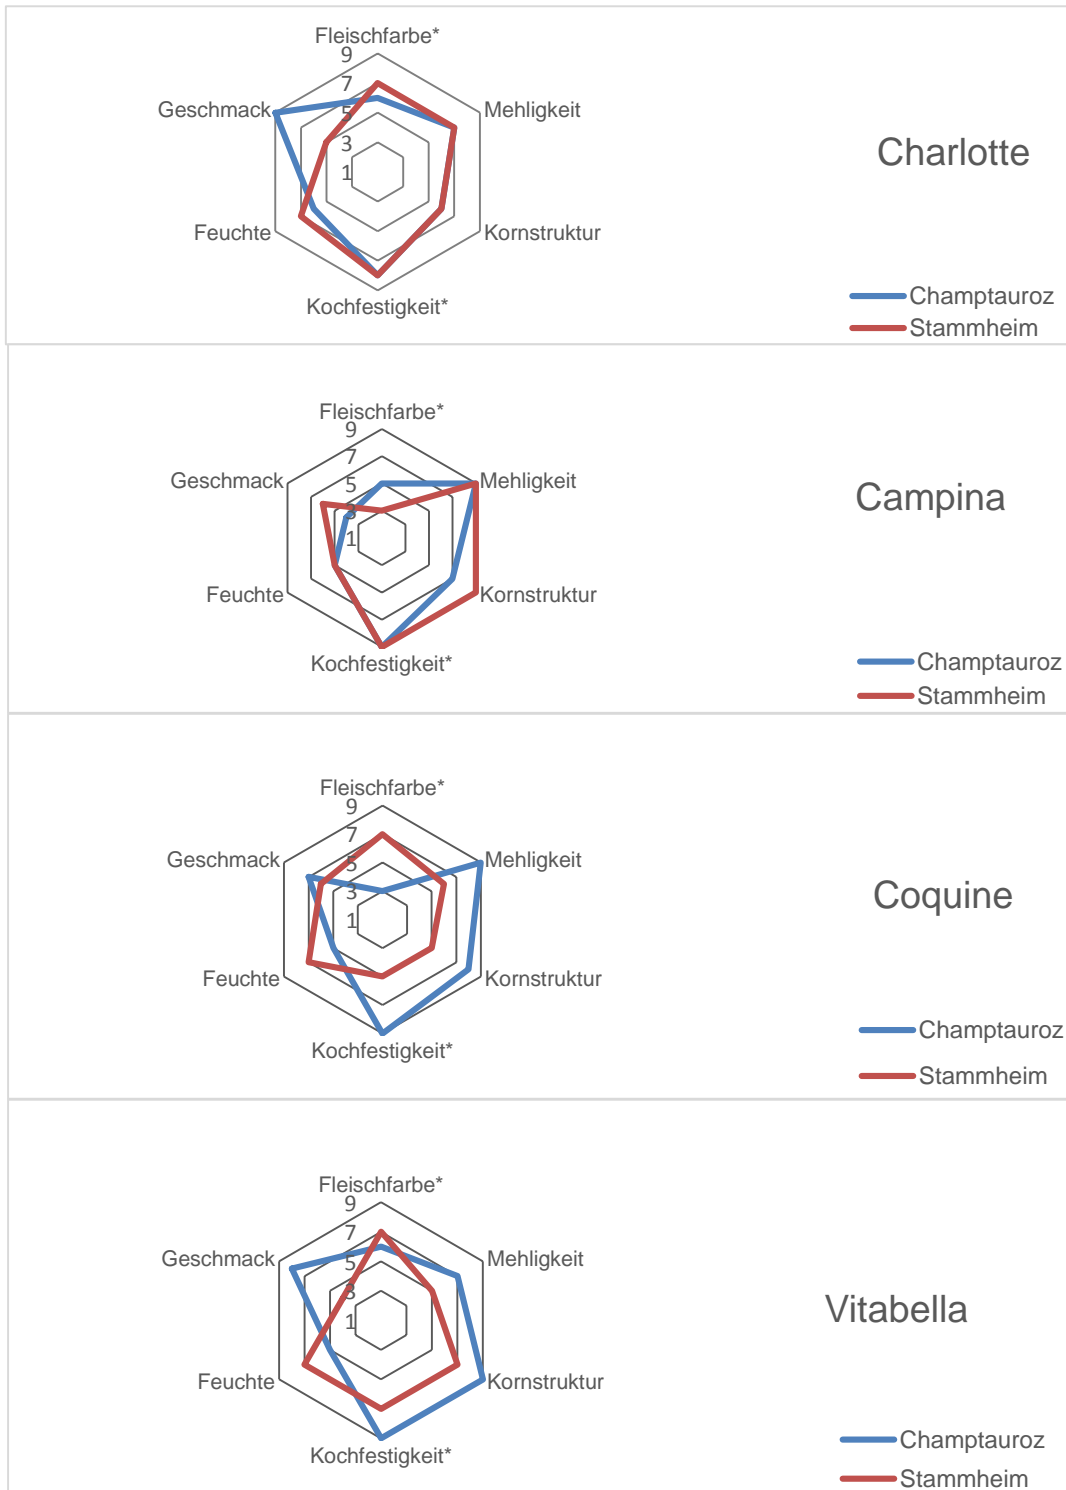 Fleischfarbe*
9
7
5
3
1
Geschmack
Mehligkeit
Feuchte
Kornstruktur
Kochfestigkeit*
Charlotte
Champtauroz
Stammheim
Fleischfarbe*
9
7
5
3
1
Geschmack
Mehligkeit
Feuchte
Kornstruktur
Kochfestigkeit*
Campina
Champtauroz
Stammheim
Fleischfarbe*
9
7
5
3
1
Geschmack
Mehligkeit
Feuchte
Kornstruktur
Kochfestigkeit*
Coquine
Champtauroz
Stammheim
Fleischfarbe*
9
7
5
3
1
Geschmack
Mehligkeit
Feuchte
Kornstruktur
Kochfestigkeit*
Vitabella
Champtauroz
Stammheim